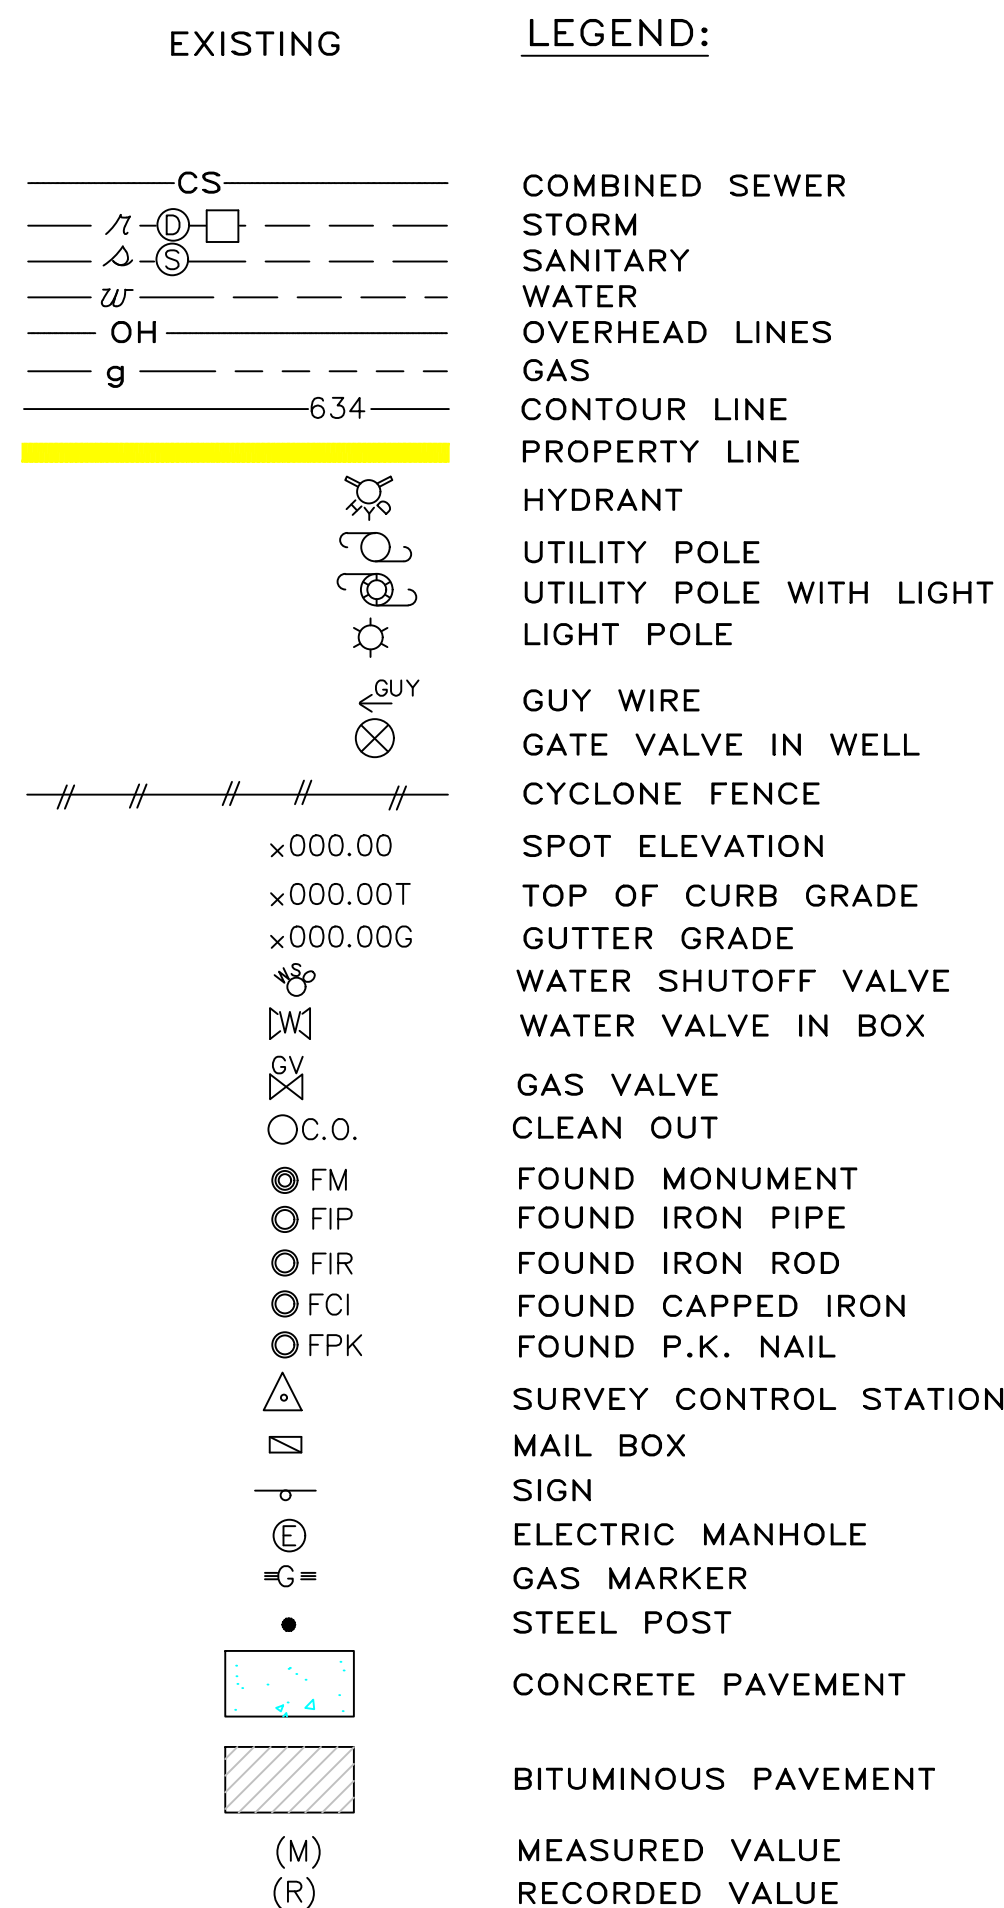 EXISTING LEGEND:
CS COMBINED SEWER
r D STORM
s S SANITARY
w WATER
OH OVERHEAD LINES
g GAS
634 CONTOUR LINE
PROPERTY LINE
HYD HYDRANT
UTILITY POLE
UTILITY POLE WITH LIGHT
LIGHT POLE
GUY GUY WIRE
GATE VALVE IN WELL
CYCLONE FENCE
x000.00 SPOT ELEVATION
x000.00T TOP OF CURB GRADE
x000.00G GUTTER GRADE
WSO WATER SHUTOFF VALVE
W WATER VALVE IN BOX
GV GAS VALVE
C.O. CLEAN OUT
FM FOUND MONUMENT
FIP FOUND IRON PIPE
FIR FOUND IRON ROD
FCI FOUND CAPPED IRON
FPK FOUND P.K. NAIL
SURVEY CONTROL STATION
MAIL BOX
SIGN
E ELECTRIC MANHOLE
G GAS MARKER
STEEL POST
CONCRETE PAVEMENT
BITUMINOUS PAVEMENT
(M) MEASURED VALUE
(R) RECORDED VALUE